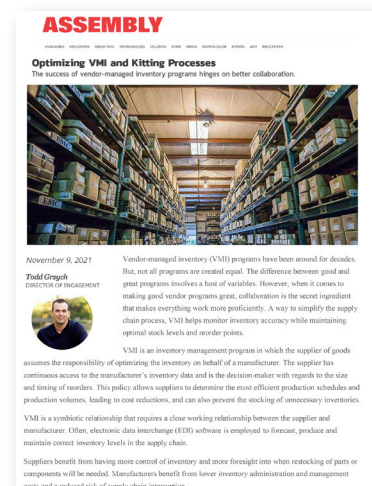 ASSEMBLY
Optimizing VMI and Kitting Processes
The success of vendor-managed inventory programs hinges on better collaboration.
November 9, 2021
Todd Grzych
DIRECTOR OF ENGAGEMENT
Vendor-managed inventory (VMI) programs have been around for decades.
But, not all programs are created equal. The difference between good and
great programs involves a host of variables. However, when it comes to
making good vendor programs great, collaboration is the secret ingredient
that makes everything work more proficiently. A way to simplify the supply
chain process, VMI helps monitor inventory accuracy while maintaining
optimal stock levels and reorder points.
VMI is an inventory management program in which the supplier of goods
assumes the responsibility of optimizing the inventory on behalf of a manufacturer. The supplier has
continuous access to the manufacturer's inventory data and is the decision-maker with regards to the size
and timing of reorders. This policy allows suppliers to determine the most efficient production schedules and
production volumes, leading to cost reductions, and can also prevent the stocking of unnecessary inventories.
VMI is a symbiotic relationship that requires a close working relationship between the supplier and
manufacturer. Often, electronic data interchange (EDI) software is employed to forecast, produce and
maintain correct inventory levels in the supply chain.
Suppliers benefit from having more control of inventory and more foresight into when restocking of parts or
components will be needed. Manufacturers benefit from lower inventory administration and management
costs and a reduced risk of supply chain interruption